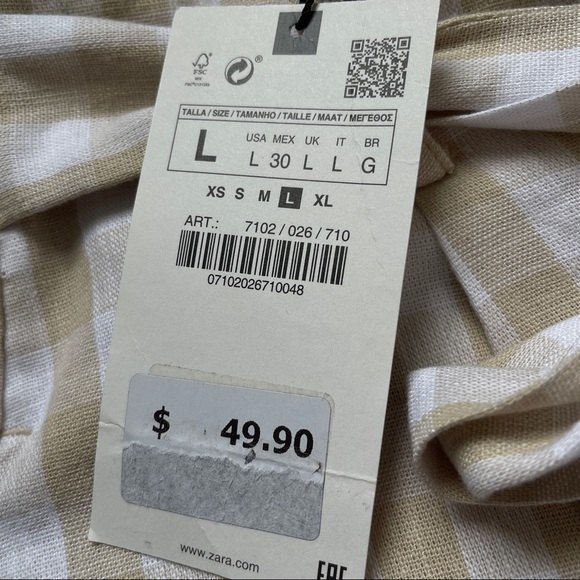 FSC
TALLA / SIZE / TAMANHO / TAILLE / MAAT / ΜΕΓΕΘΟΣ
L
USA MEX UK IT BR
L 30 L L G
XS S M L XL
ART.: 7102 / 026 / 710
07102026710048
$ 49.90
www.zara.com
EAC